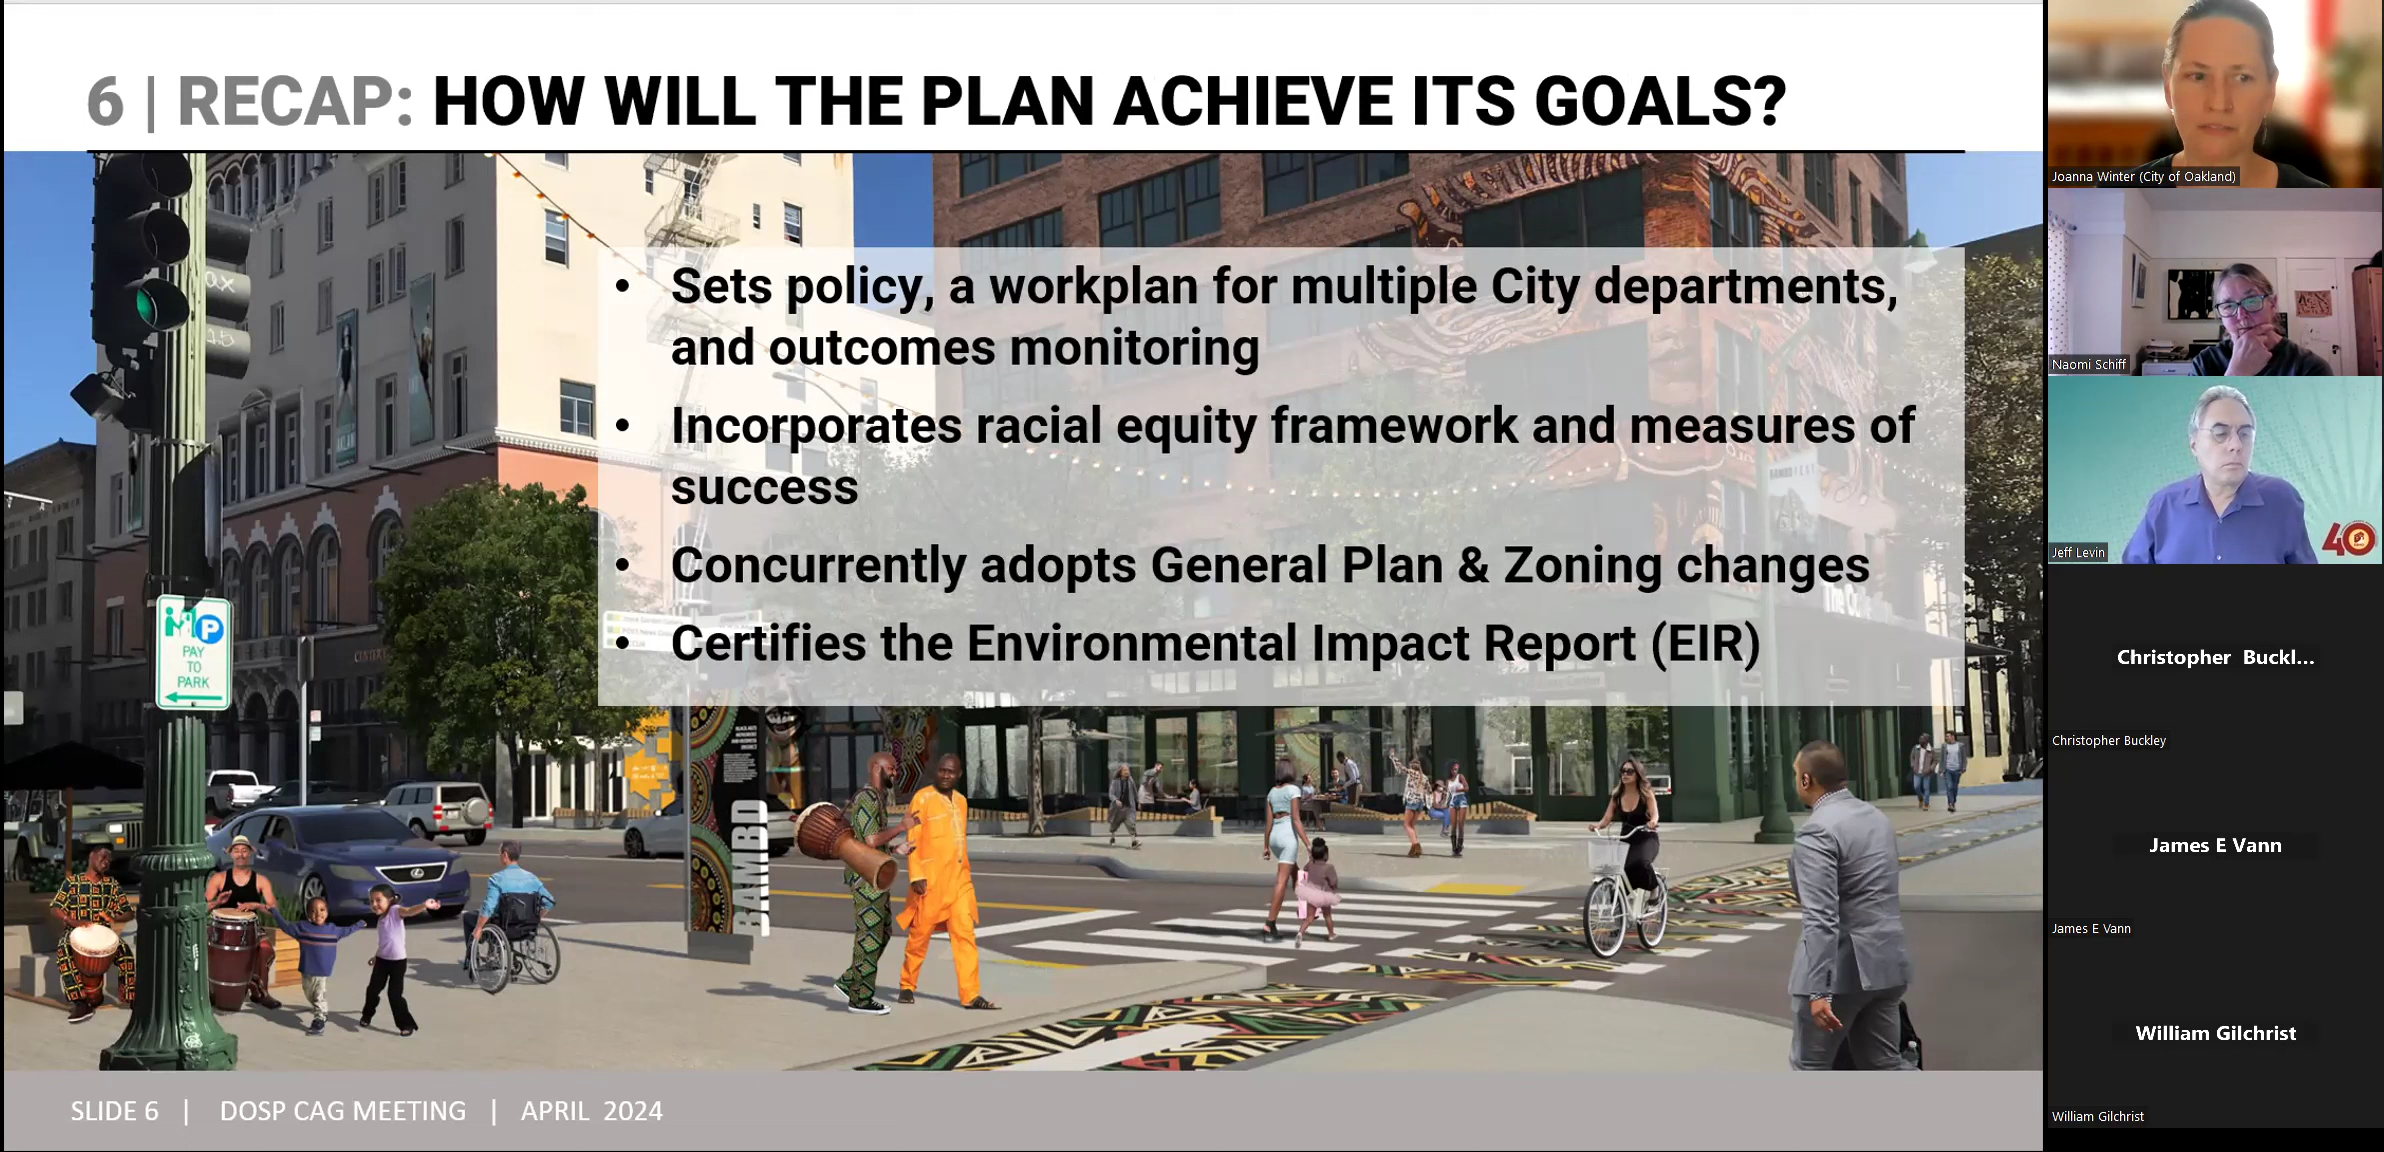 6 | RECAP: HOW WILL THE PLAN ACHIEVE ITS GOALS?
• Sets policy, a workplan for multiple City departments,
and outcomes monitoring
• Incorporates racial equity framework and measures of
success
• Concurrently adopts General Plan & Zoning changes
• Certifies the Environmental Impact Report (EIR)
P
PAY
TO
PARK
BAMBD
SLIDE 6 | DOSP CAG MEETING | APRIL 2024
Joanna Winter (City of Oakland)
Naomi Schiff
40
Jeff Levin
Christopher Buckl...
Christopher Buckley
James E Vann
James E Vann
William Gilchrist
William Gilchrist